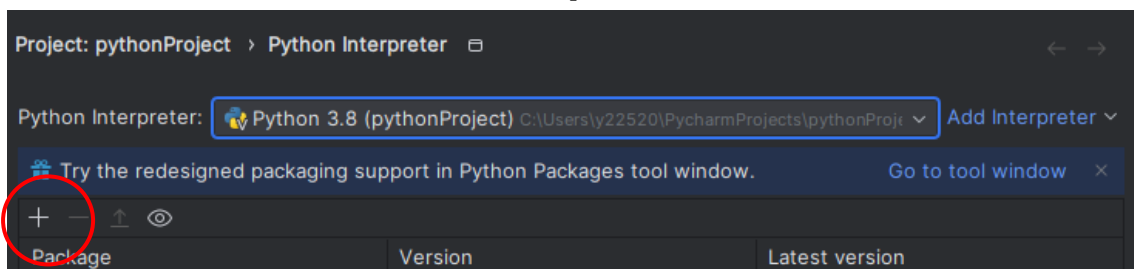 Project: pythonProject › Python Interpreter
Python Interpreter: Python 3.8 (pythonProject) C:\Users\y22520\PycharmProjects\pythonProje Add Interpreter
Try the redesigned packaging support in Python Packages tool window. Go to tool window
Package Version Latest version